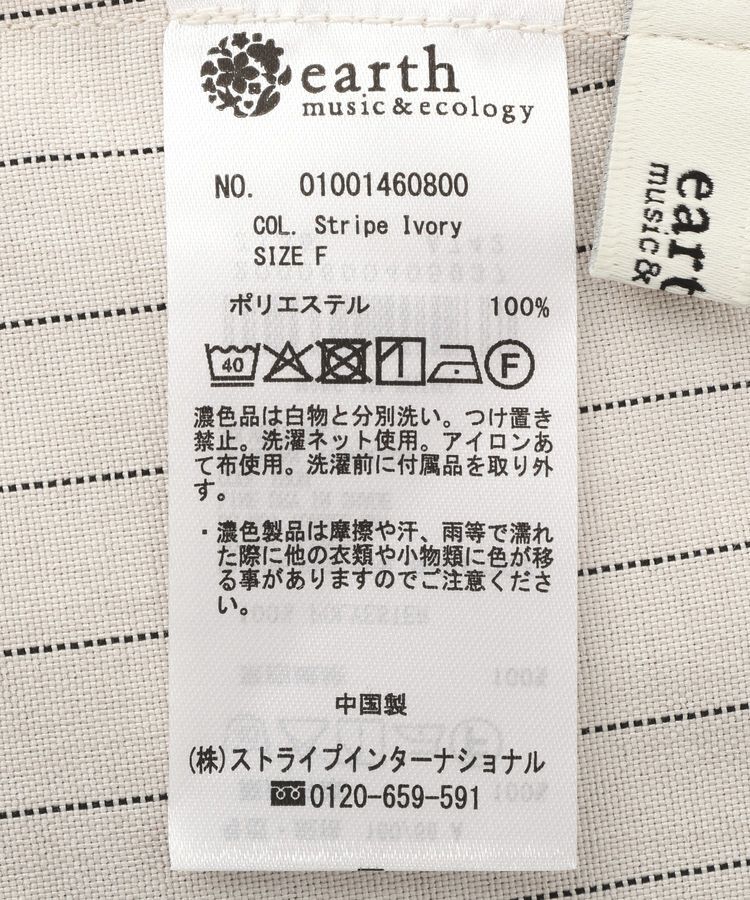 earth
music&ecology
NO. 01001460800
COL. Stripe Ivory
SIZE F
ポリエステル 100%
40 F
濃色品は白物と分別洗い。つけ置き
禁止。洗濯ネット使用。アイロンあ
て布使用。洗濯前に付属品を取り外
す。
・濃色製品は摩擦や汗、雨等で濡れ
た際に他の衣類や小物類に色が移
る事がありますのでご注意くださ
い。
中国製
(株)ストライプインターナショナル
0120-659-591
eart
music&